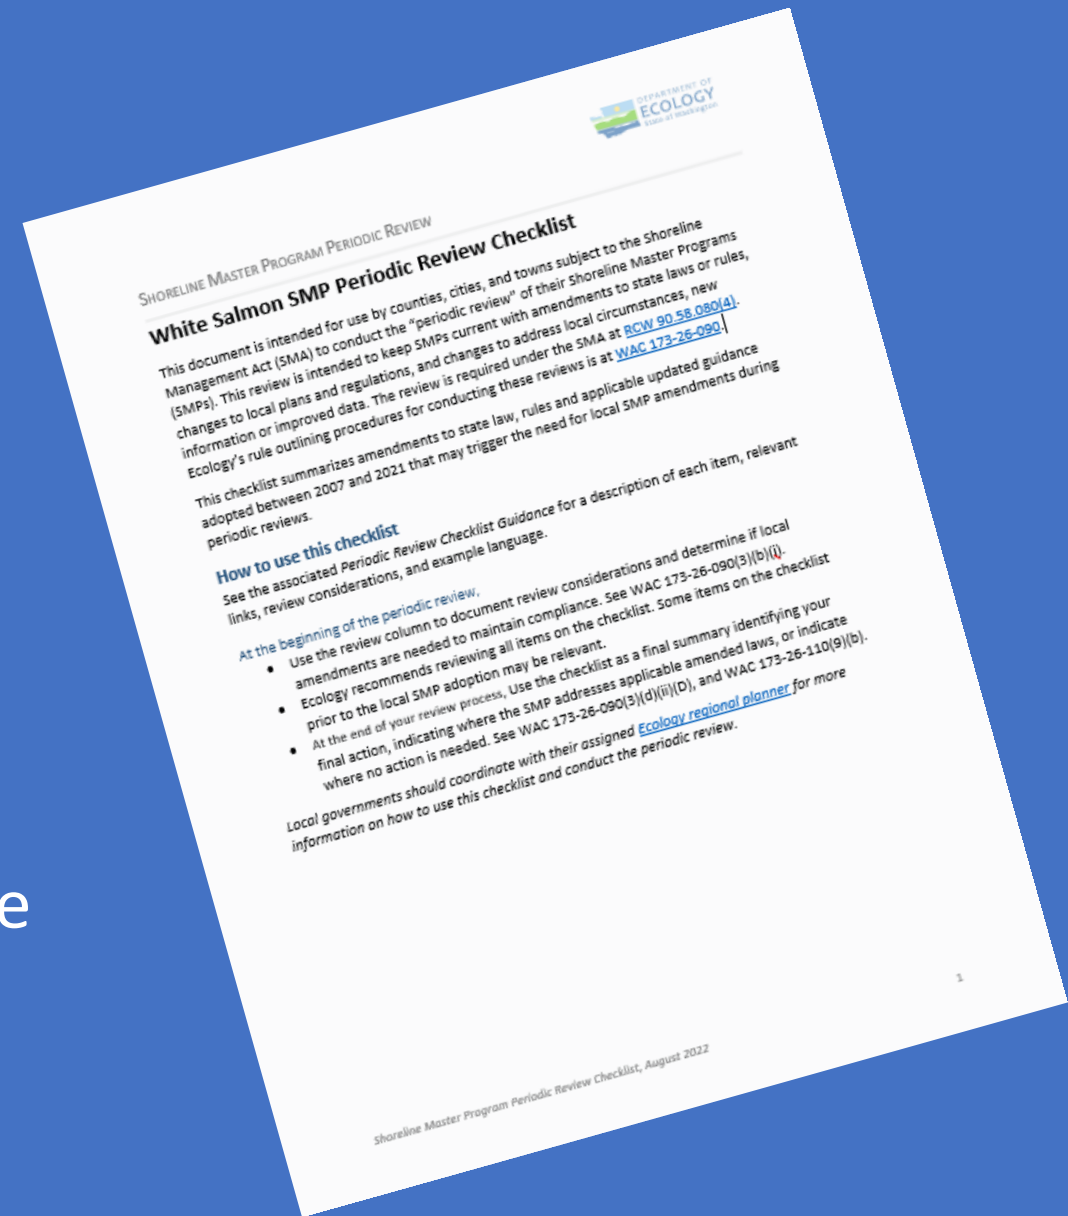 DEPARTMENT OF
ECOLOGY
State of Washington
SHORELINE MASTER PROGRAM PERIODIC REVIEW
White Salmon SMP Periodic Review Checklist
This document is intended for use by counties, cities, and towns subject to the Shoreline
Management Act (SMA) to conduct the “periodic review” of their Shoreline Master Programs
(SMPs). This review is intended to keep SMPs current with amendments to state laws or rules,
changes to local plans and regulations, and changes to address local circumstances, new
information or improved data. The review is required under the SMA at RCW 90.58.080(4).
Ecology’s rule outlining procedures for conducting these reviews is at WAC 173-26-090.
This checklist summarizes amendments to state law, rules and applicable updated guidance
adopted between 2007 and 2021 that may trigger the need for local SMP amendments during
periodic reviews.
How to use this checklist
See the associated Periodic Review Checklist Guidance for a description of each item, relevant
links, review considerations, and example language.
At the beginning of the periodic review,
• Use the review column to document review considerations and determine if local
amendments are needed to maintain compliance. See WAC 173-26-090(3)(b)(i).
• Ecology recommends reviewing all items on the checklist. Some items on the checklist
prior to the local SMP adoption may be relevant.
• At the end of your review process, Use the checklist as a final summary identifying your
final action, indicating where the SMP addresses applicable amended laws, or indicate
where no action is needed. See WAC 173-26-090(3)(d)(ii)(D), and WAC 173-26-110(9)(b).
Local governments should coordinate with their assigned Ecology regional planner for more
information on how to use this checklist and conduct the periodic review.
e
1
Shoreline Master Program Periodic Review Checklist, August 2022